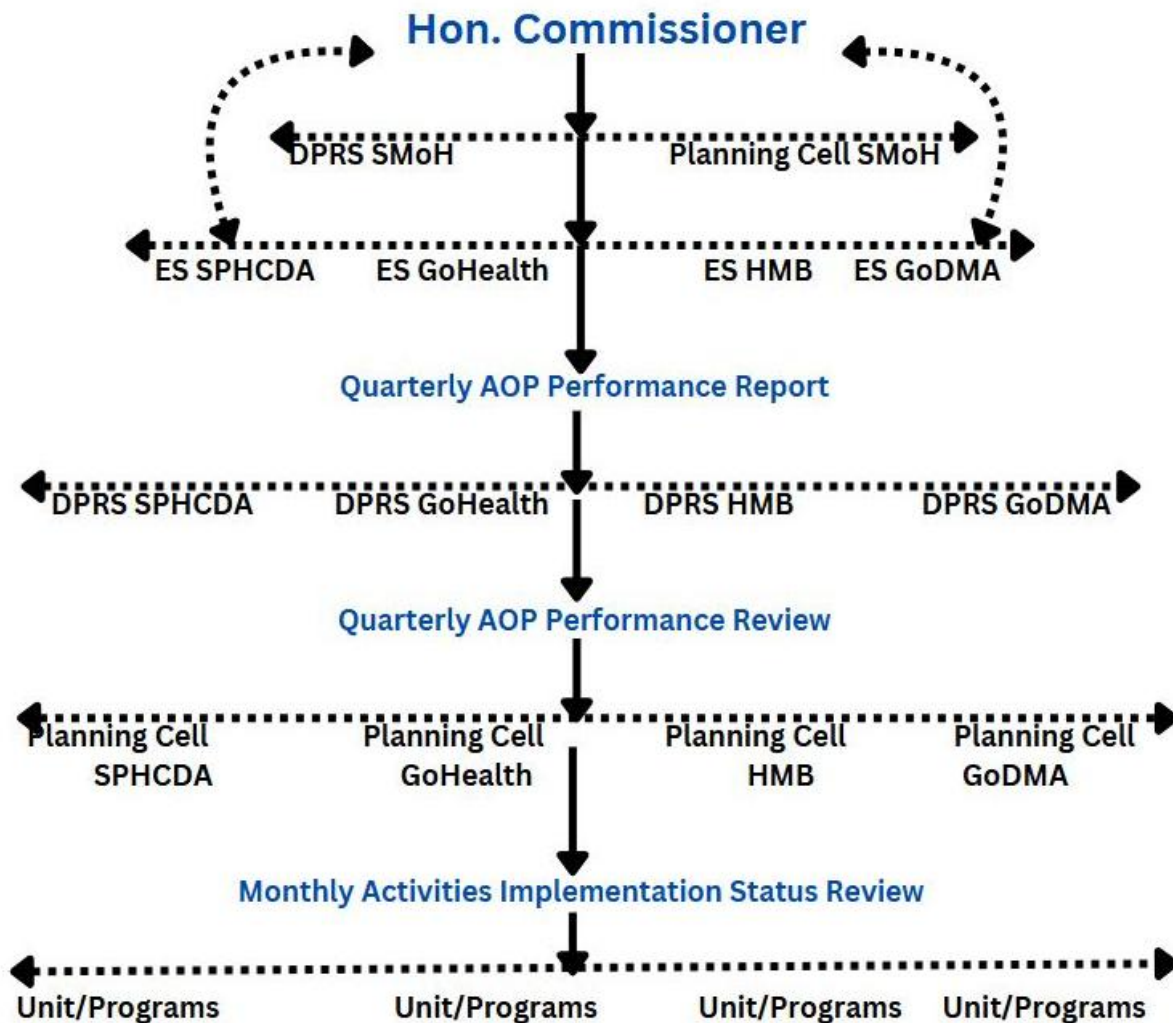 Hon. Commissioner
DPRS SMoH Planning Cell SMoH
ES SPHCDA ES GoHealth ES HMB ES GoDMA
Quarterly AOP Performance Report
DPRS SPHCDA DPRS GoHealth DPRS HMB DPRS GoDMA
Quarterly AOP Performance Review
Planning Cell Planning Cell Planning Cell Planning Cell
SPHCDA GoHealth HMB GoDMA
Monthly Activities Implementation Status Review
Unit/Programs Unit/Programs Unit/Programs Unit/Programs